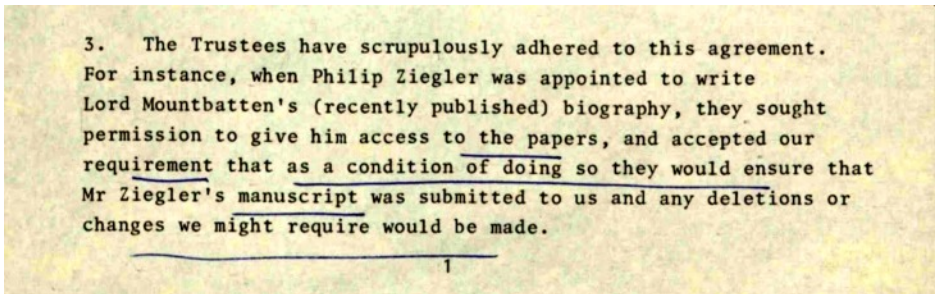 3. The Trustees have scrupulously adhered to this agreement.
For instance, when Philip Ziegler was appointed to write
Lord Mountbatten's (recently published) biography, they sought
permission to give him access to the papers, and accepted our
requirement that as a condition of doing so they would ensure that
Mr Ziegler's manuscript was submitted to us and any deletions or
changes we might require would be made.
1